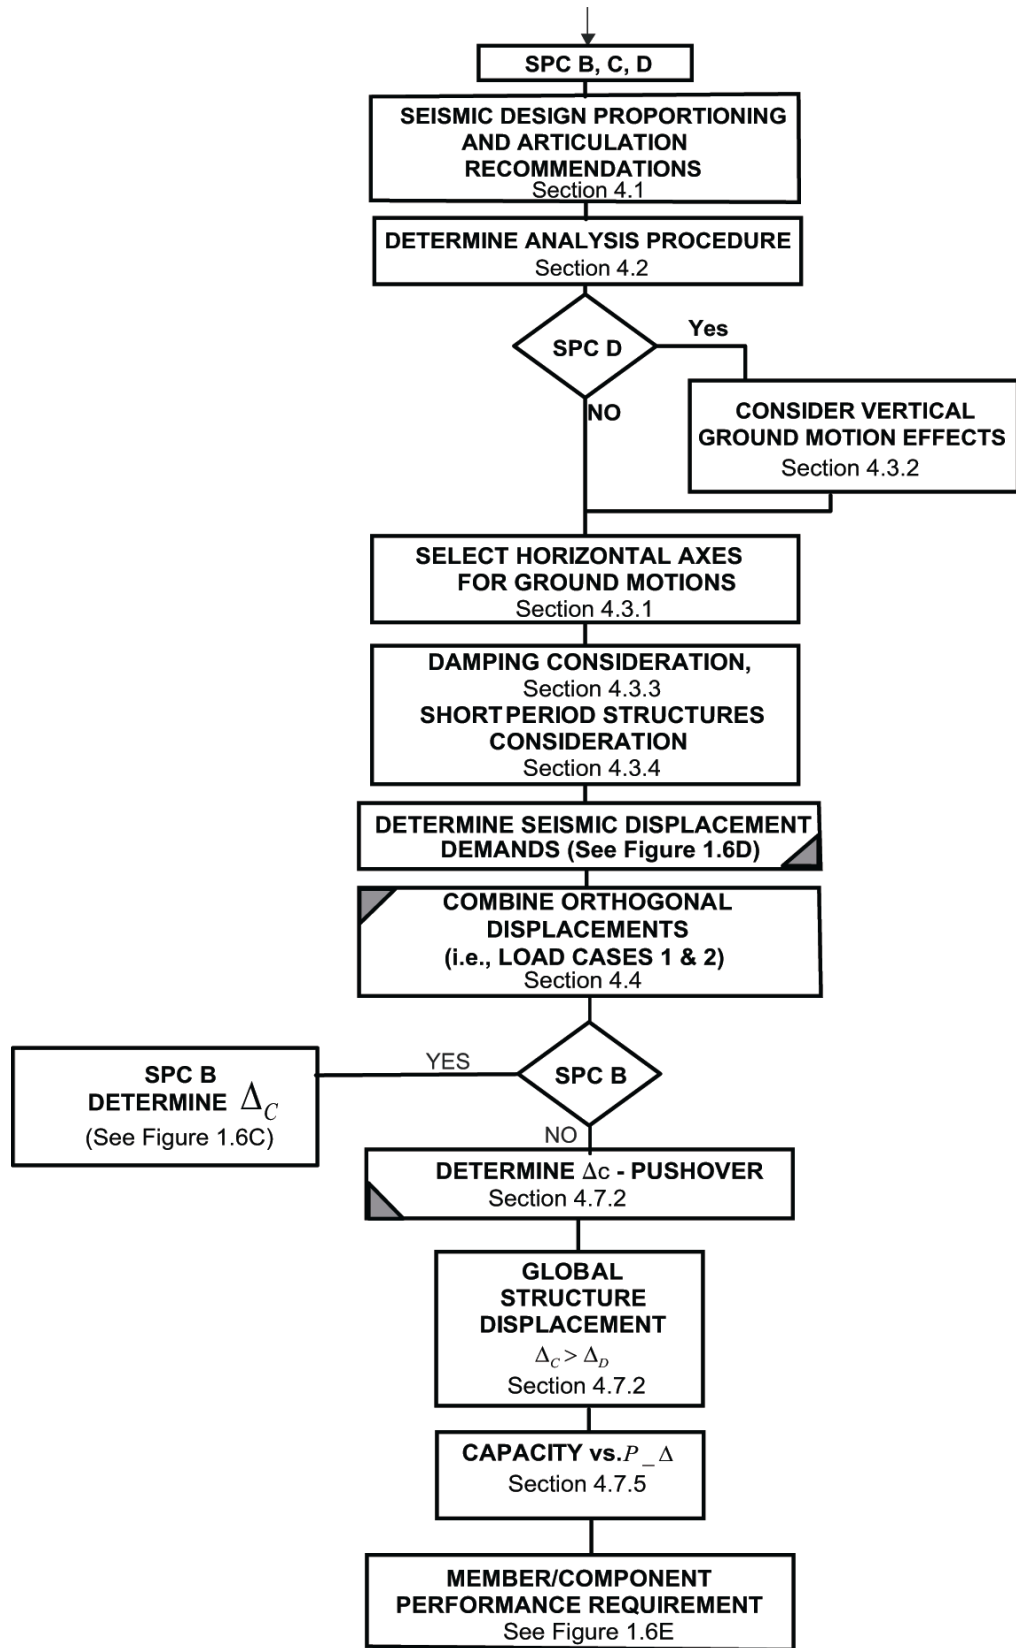 SPC B, C, D
SEISMIC DESIGN PROPORTIONING
AND ARTICULATION
RECOMMENDATIONS
Section 4.1
DETERMINE ANALYSIS PROCEDURE
Section 4.2
SPC D
Yes
NO
CONSIDER VERTICAL
GROUND MOTION EFFECTS
Section 4.3.2
SELECT HORIZONTAL AXES
FOR GROUND MOTIONS
Section 4.3.1
DAMPING CONSIDERATION,
Section 4.3.3
SHORT PERIOD STRUCTURES
CONSIDERATION
Section 4.3.4
DETERMINE SEISMIC DISPLACEMENT
DEMANDS (See Figure 1.6D)
COMBINE ORTHOGONAL
DISPLACEMENTS
(i.e., LOAD CASES 1 & 2)
Section 4.4
SPC B
YES
SPC B
DETERMINE Δ_C
(See Figure 1.6C)
NO
DETERMINE Δc - PUSHOVER
Section 4.7.2
GLOBAL
STRUCTURE
DISPLACEMENT
Δ_C > Δ_D
Section 4.7.2
CAPACITY vs. P _ Δ
Section 4.7.5
MEMBER/COMPONENT
PERFORMANCE REQUIREMENT
See Figure 1.6E